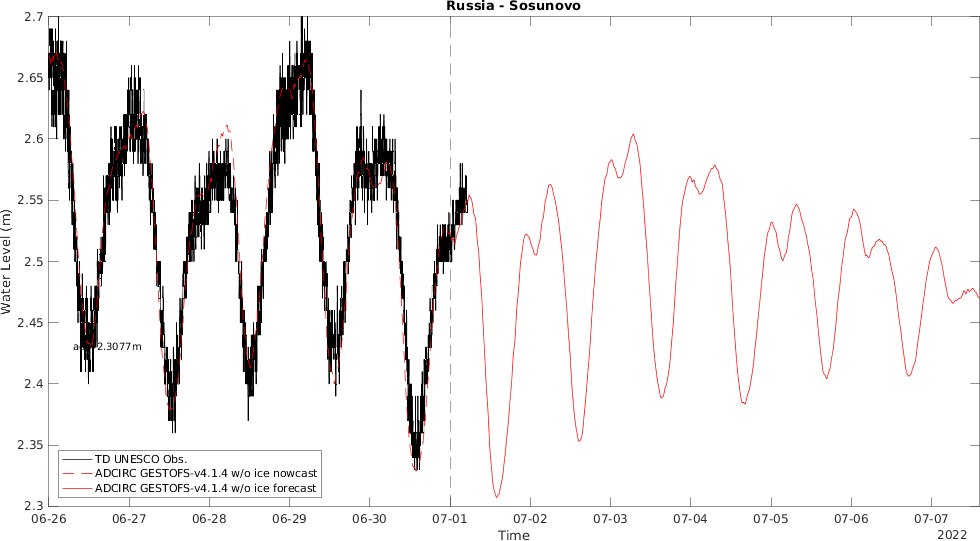 Russia - Sosunovo
2.7
2.65
2.6
2.55
2.5
2.45
2.4
2.35
2.3
Water Level (m)
2.3077m
TD UNESCO Obs.
ADCIRC GESTOFS-v4.1.4 w/o ice nowcast
ADCIRC GESTOFS-v4.1.4 w/o ice forecast
06-26 06-27 06-28 06-29 06-30 07-01 07-02 07-03 07-04 07-05 07-06 07-07
Time
2022